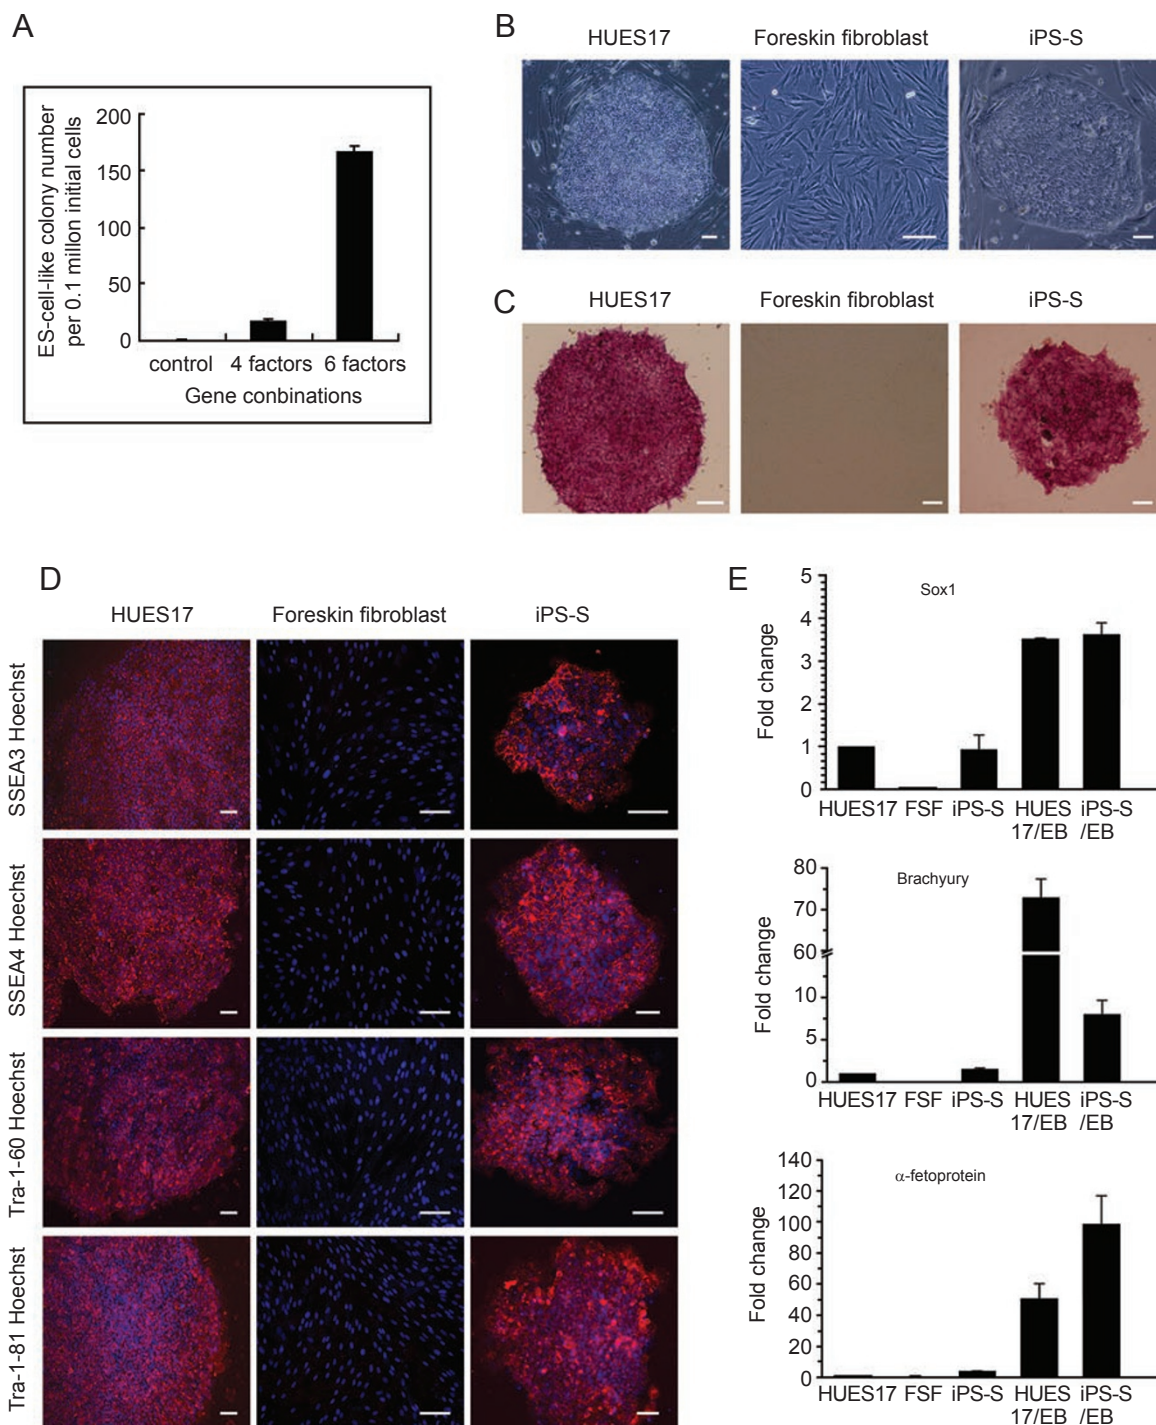 A
ES-cell-like colony number
per 0.1 millon initial cells
200
150
100
50
0
control 4 factors 6 factors
Gene conbinations
B
HUES17 Foreskin fibroblast iPS-S
C
HUES17 Foreskin fibroblast iPS-S
D
HUES17 Foreskin fibroblast iPS-S
SSEA3 Hoechst
SSEA4 Hoechst
Tra-1-60 Hoechst
Tra-1-81 Hoechst
E
Sox1
Fold change
5
4
3
2
1
0
HUES17 FSF iPS-S HUES iPS-S
17/EB /EB
Brachyury
Fold change
80
70
60
10
5
0
HUES17 FSF iPS-S HUES iPS-S
17/EB /EB
α-fetoprotein
Fold change
140
120
100
80
60
40
20
0
HUES17 FSF iPS-S HUES iPS-S
17/EB /EB